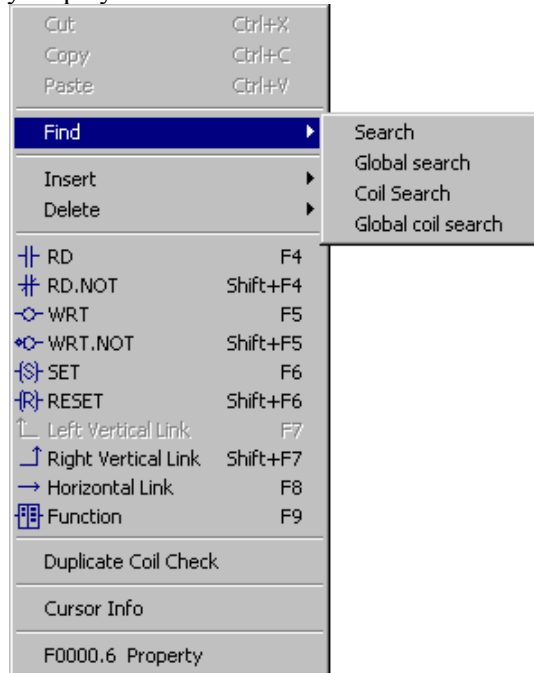 Cut Ctrl+X
Copy Ctrl+C
Paste Ctrl+V
Find
Search
Global search
Coil Search
Global coil search
Insert
Delete
RD F4
RD.NOT Shift+F4
WRT F5
WRT.NOT Shift+F5
(S) SET F6
(R) RESET Shift+F6
Left Vertical Link F7
Right Vertical Link Shift+F7
Horizontal Link F8
Function F9
Duplicate Coil Check
Cursor Info
F0000.6 Property